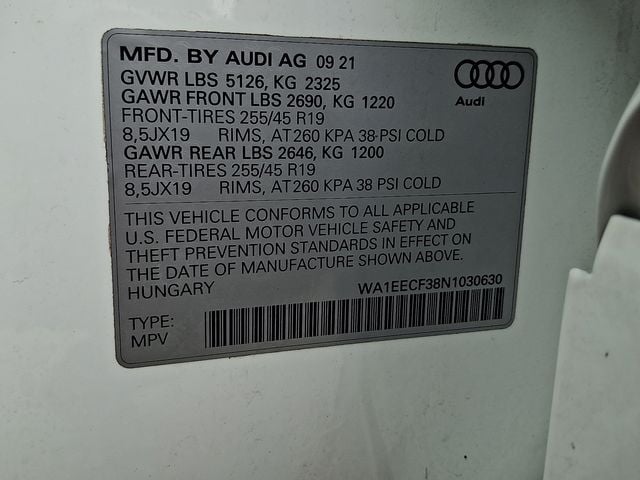 MFD. BY AUDI AG 09 21
GVWR LBS 5126, KG 2325
GAWR FRONT LBS 2690, KG 1220
FRONT-TIRES 255/45 R19
8,5JX19 RIMS, AT 260 KPA 38 PSI COLD
GAWR REAR LBS 2646, KG 1200
REAR-TIRES 255/45 R19
8,5JX19 RIMS, AT 260 KPA 38 PSI COLD
Audi
THIS VEHICLE CONFORMS TO ALL APPLICABLE
U.S. FEDERAL MOTOR VEHICLE SAFETY AND
THEFT PREVENTION STANDARDS IN EFFECT ON
THE DATE OF MANUFACTURE SHOWN ABOVE.
HUNGARY WA1EECF38N1030630
TYPE:
MPV